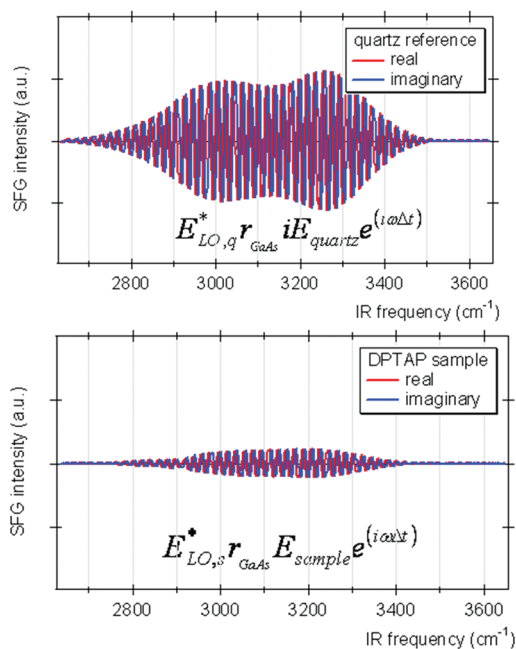 SFG intensity (a.u.)
quartz reference
real
imaginary
E*LO,q rGaAs iEquartz e(iωΔt)
2800 3000 3200 3400 3600
IR frequency (cm-1)
SFG intensity (a.u.)
DPTAP sample
real
imaginary
E*LO,s rGaAs Esample e(iωΔt)
2800 3000 3200 3400 3600
IR frequency (cm-1)